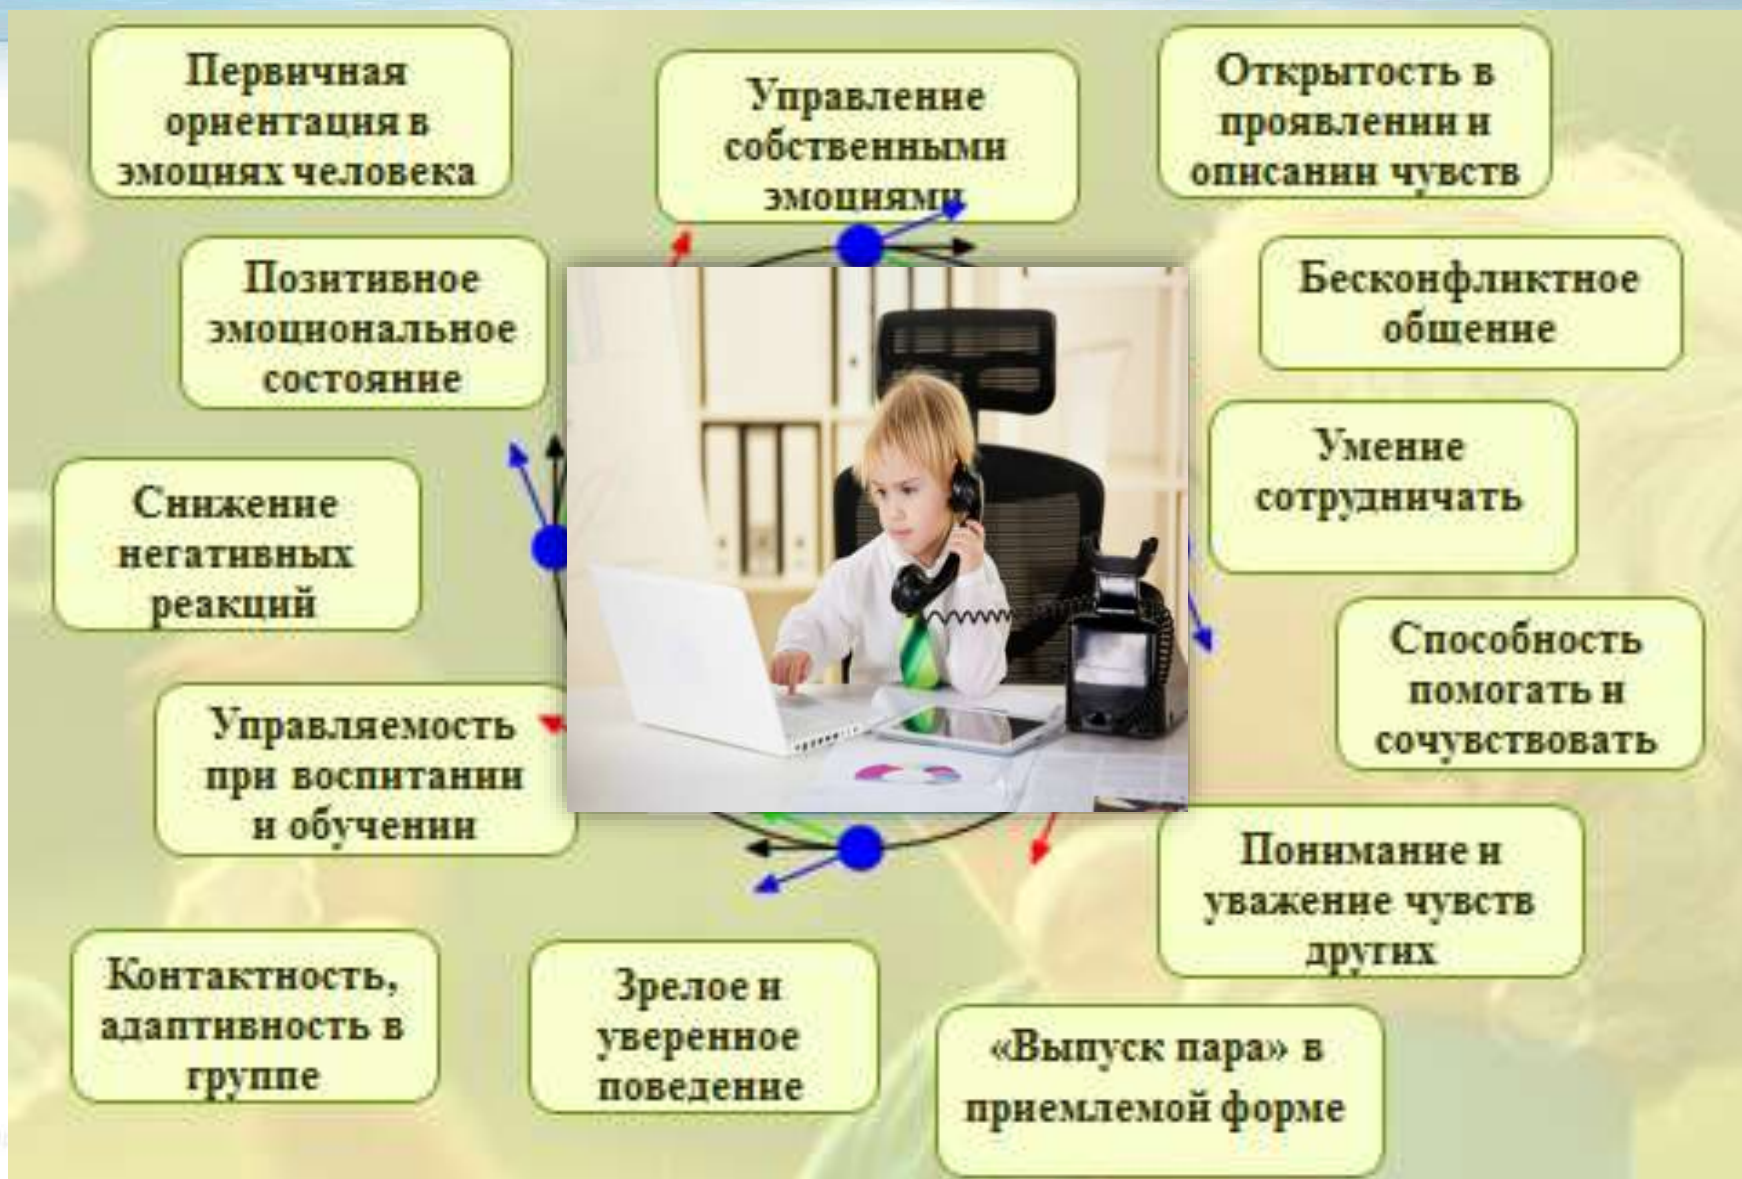 Первичная
ориентация в
эмоциях человека
Управление
собственными
эмоциями
Открытость в
проявлении и
описании чувств
Позитивное
эмоциональное
состояние
Бесконфликтное
общение
Снижение
негативных
реакций
Умение
сотрудничать
Управляемость
при воспитании
и обучении
Способность
помогать и
сочувствовать
Понимание и
уважение чувств
других
Контактность,
адаптивность в
группе
Зрелое и
уверенное
поведение
«Выпуск пара» в
приемлемой форме